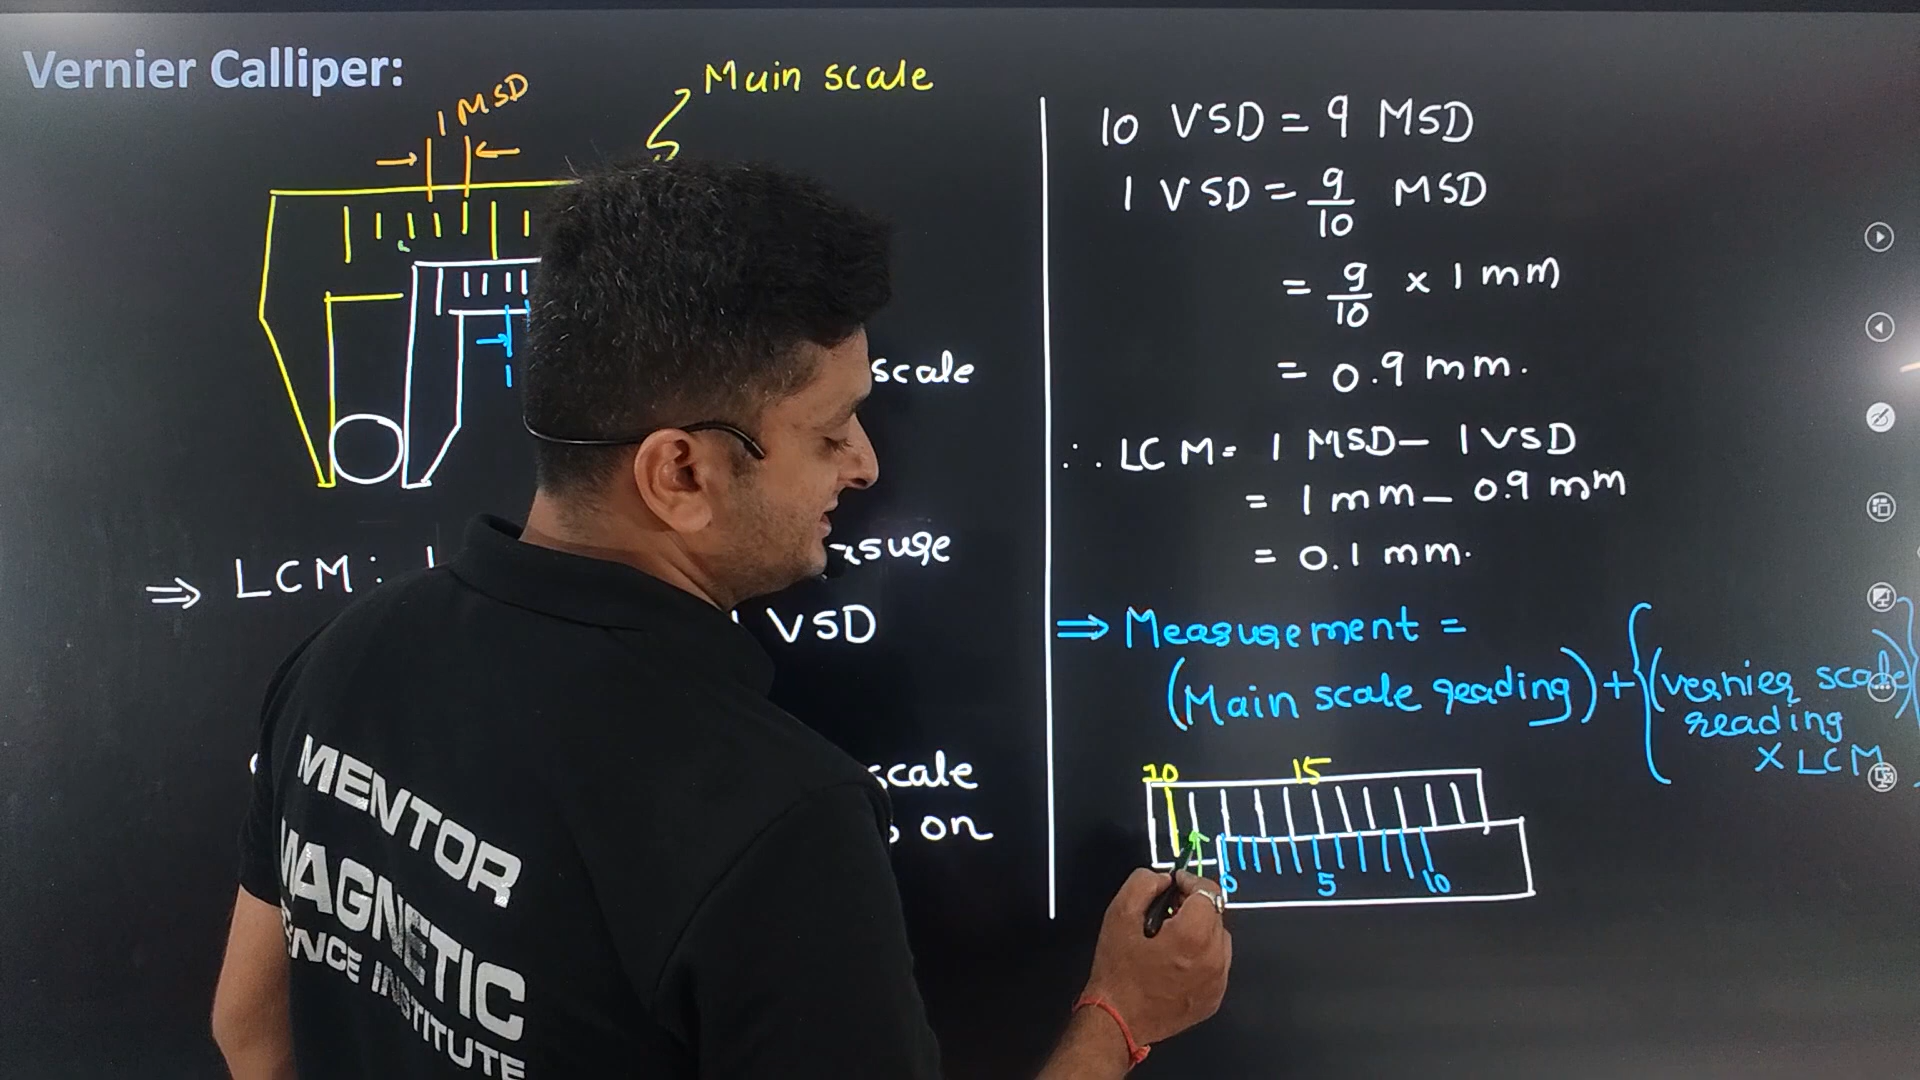 Vernier Calliper:
1 MSD
Main scale
scale
⇒ LCM :
1 VSD
scale
on
10 VSD = 9 MSD
1 VSD = 9/10 MSD
= 9/10 × 1 mm
= 0.9 mm.
∴ LCM = 1 MSD – 1 VSD
= 1 mm – 0.9 mm
= 0.1 mm.
⇒ Measurement =
(Main scale reading) + {(vernier scale)
reading
× LCM
10 15
0 5 10
MENTOR
MAGNETIC